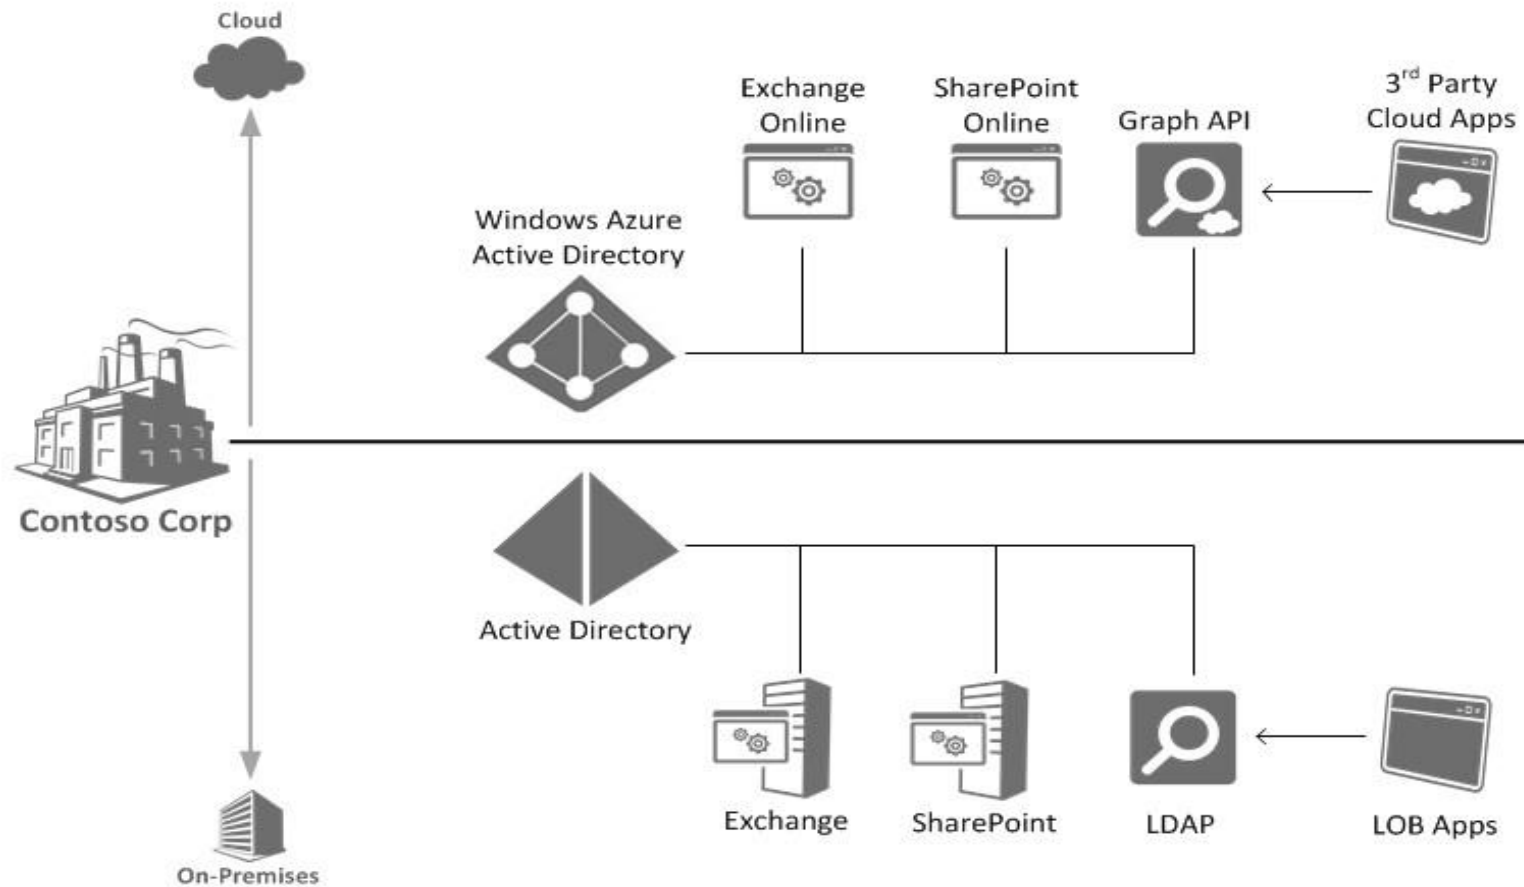 Cloud
Exchange
Online
SharePoint
Online
Graph API
3rd Party
Cloud Apps
Windows Azure
Active Directory
Contoso Corp
Active Directory
Exchange
SharePoint
LDAP
LOB Apps
On-Premises